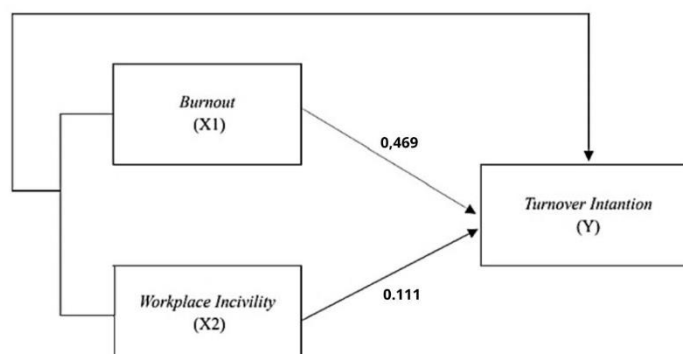 Burnout
(X1)
0,469
Turnover Intantion
(Y)
Workplace Incivility
(X2)
0.111